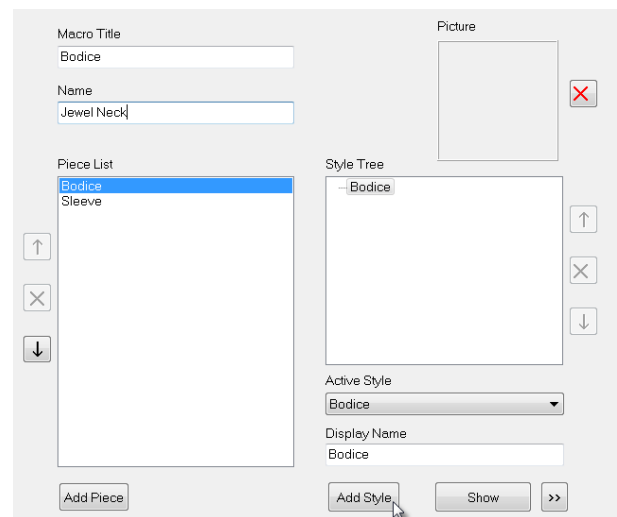 Macro Title
Bodice
Name
Jewel Neck
Picture
Piece List
Bodice
Sleeve
Style Tree
Bodice
Active Style
Bodice
Display Name
Bodice
Add Piece
Add Style
Show
>>